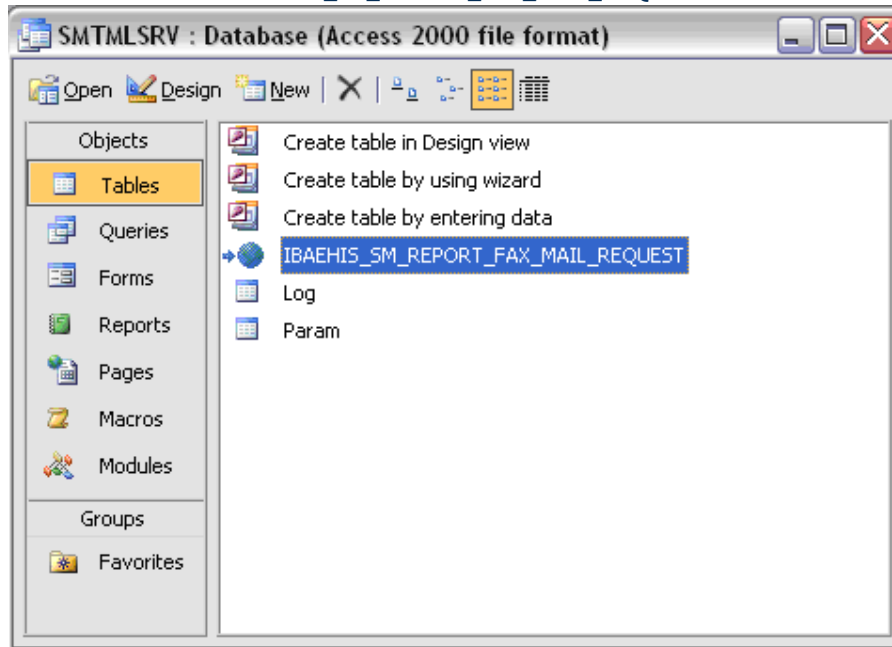 SMTMLSRV : Database (Access 2000 file format)
Open Design New
Objects
Tables
Queries
Forms
Reports
Pages
Macros
Modules
Groups
Favorites
Create table in Design view
Create table by using wizard
Create table by entering data
IBAEHIS_SM_REPORT_FAX_MAIL_REQUEST
Log
Param